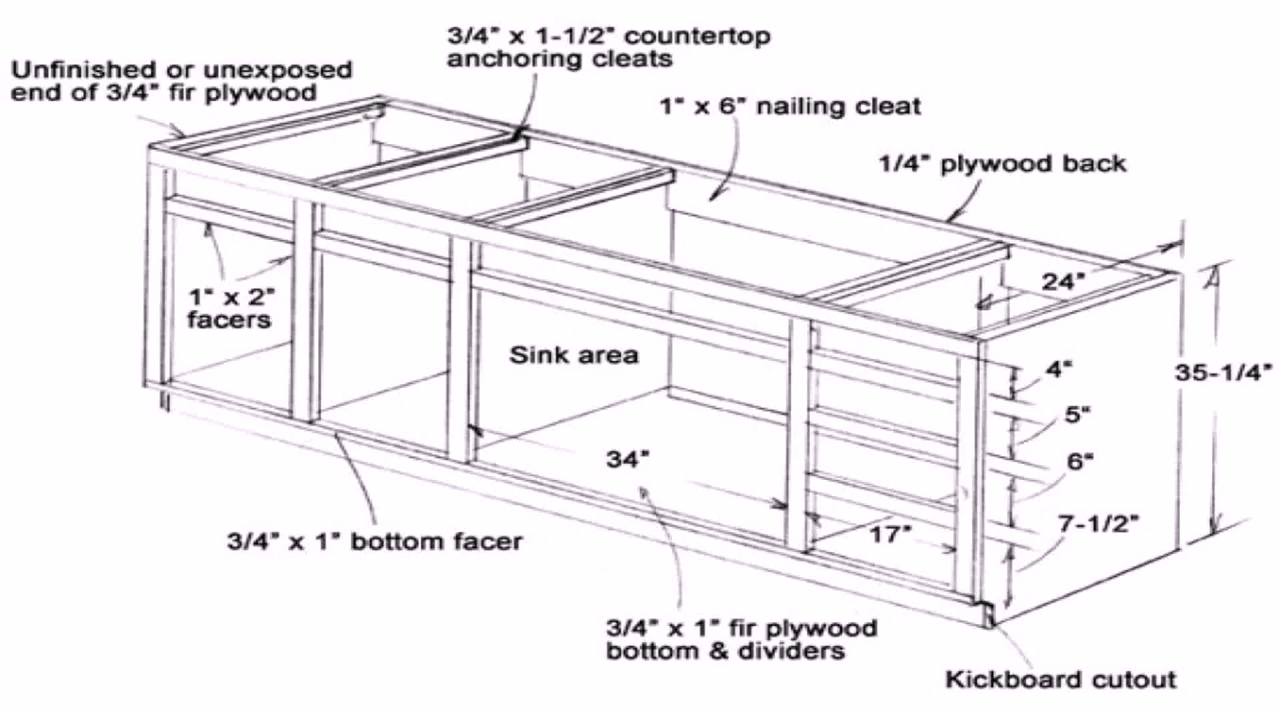 3/4” x 1-1/2” countertop
anchoring cleats
Unfinished or unexposed
end of 3/4” fir plywood
1“ x 6” nailing cleat
1/4” plywood back
24”
1“ x 2”
facers
Sink area
4“
35-1/4”
5“
34”
6“
7-1/2”
17”
3/4” x 1” bottom facer
3/4” x 1” fir plywood
bottom & dividers
Kickboard cutout